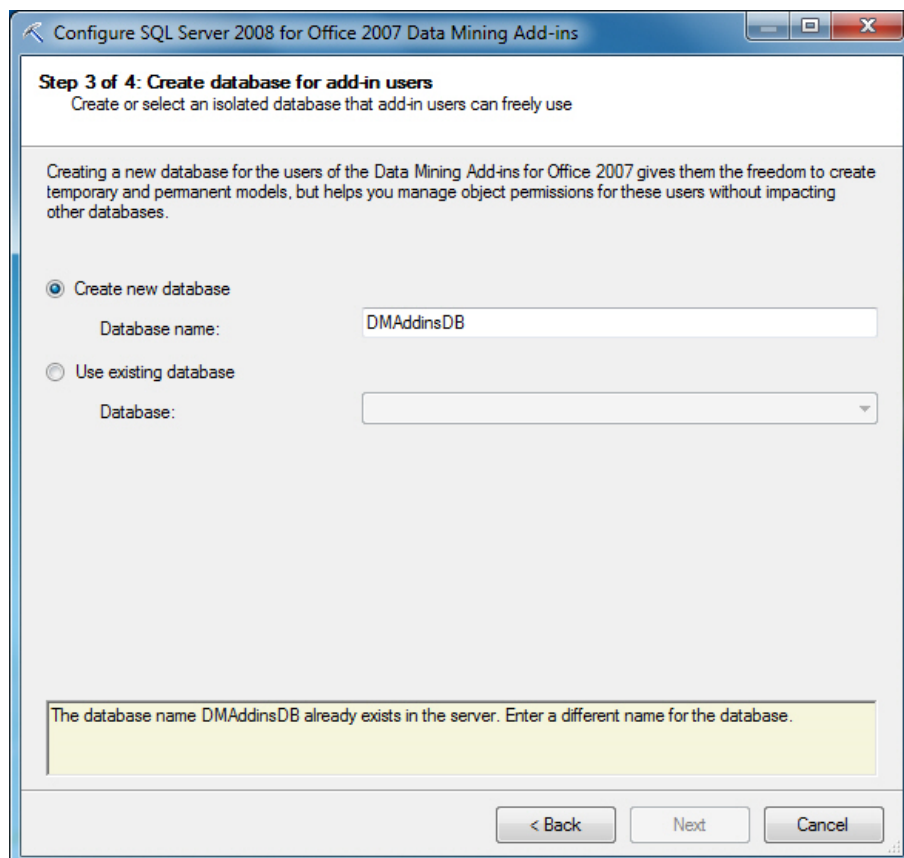 Configure SQL Server 2008 for Office 2007 Data Mining Add-ins
Step 3 of 4: Create database for add-in users
Create or select an isolated database that add-in users can freely use
Creating a new database for the users of the Data Mining Add-ins for Office 2007 gives them the freedom to create
temporary and permanent models, but helps you manage object permissions for these users without impacting
other databases.
Create new database
Database name:
DMAddinsDB
Use existing database
Database:
The database name DMAddinsDB already exists in the server. Enter a different name for the database.
< Back
Next
Cancel